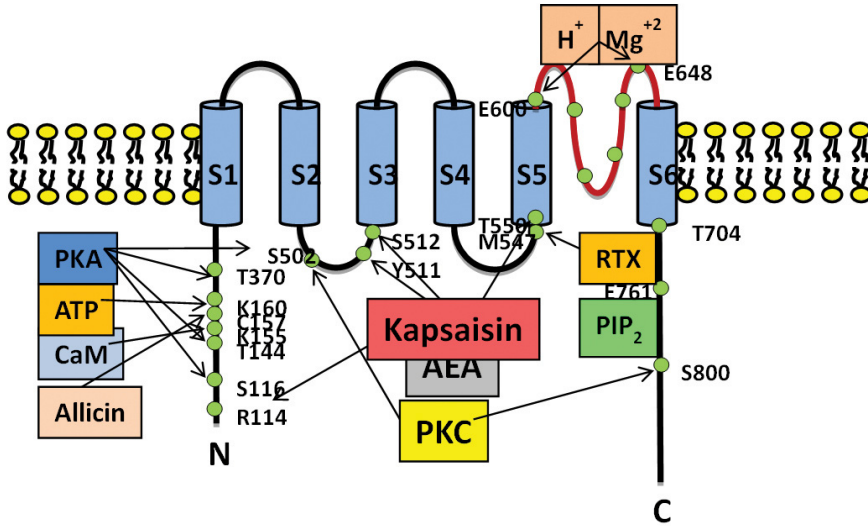 H⁺ Mg⁺²
E648
E600
S1 S2 S3 S4 S5 S6
T550
S512
M547
T704
S502
Y511
PKA
RTX
T370
E761
ATP
K160
C157
Kapsaisin
PIP₂
K155
CaM
T144
AEA
S800
S116
Allicin
R114
PKC
N
C